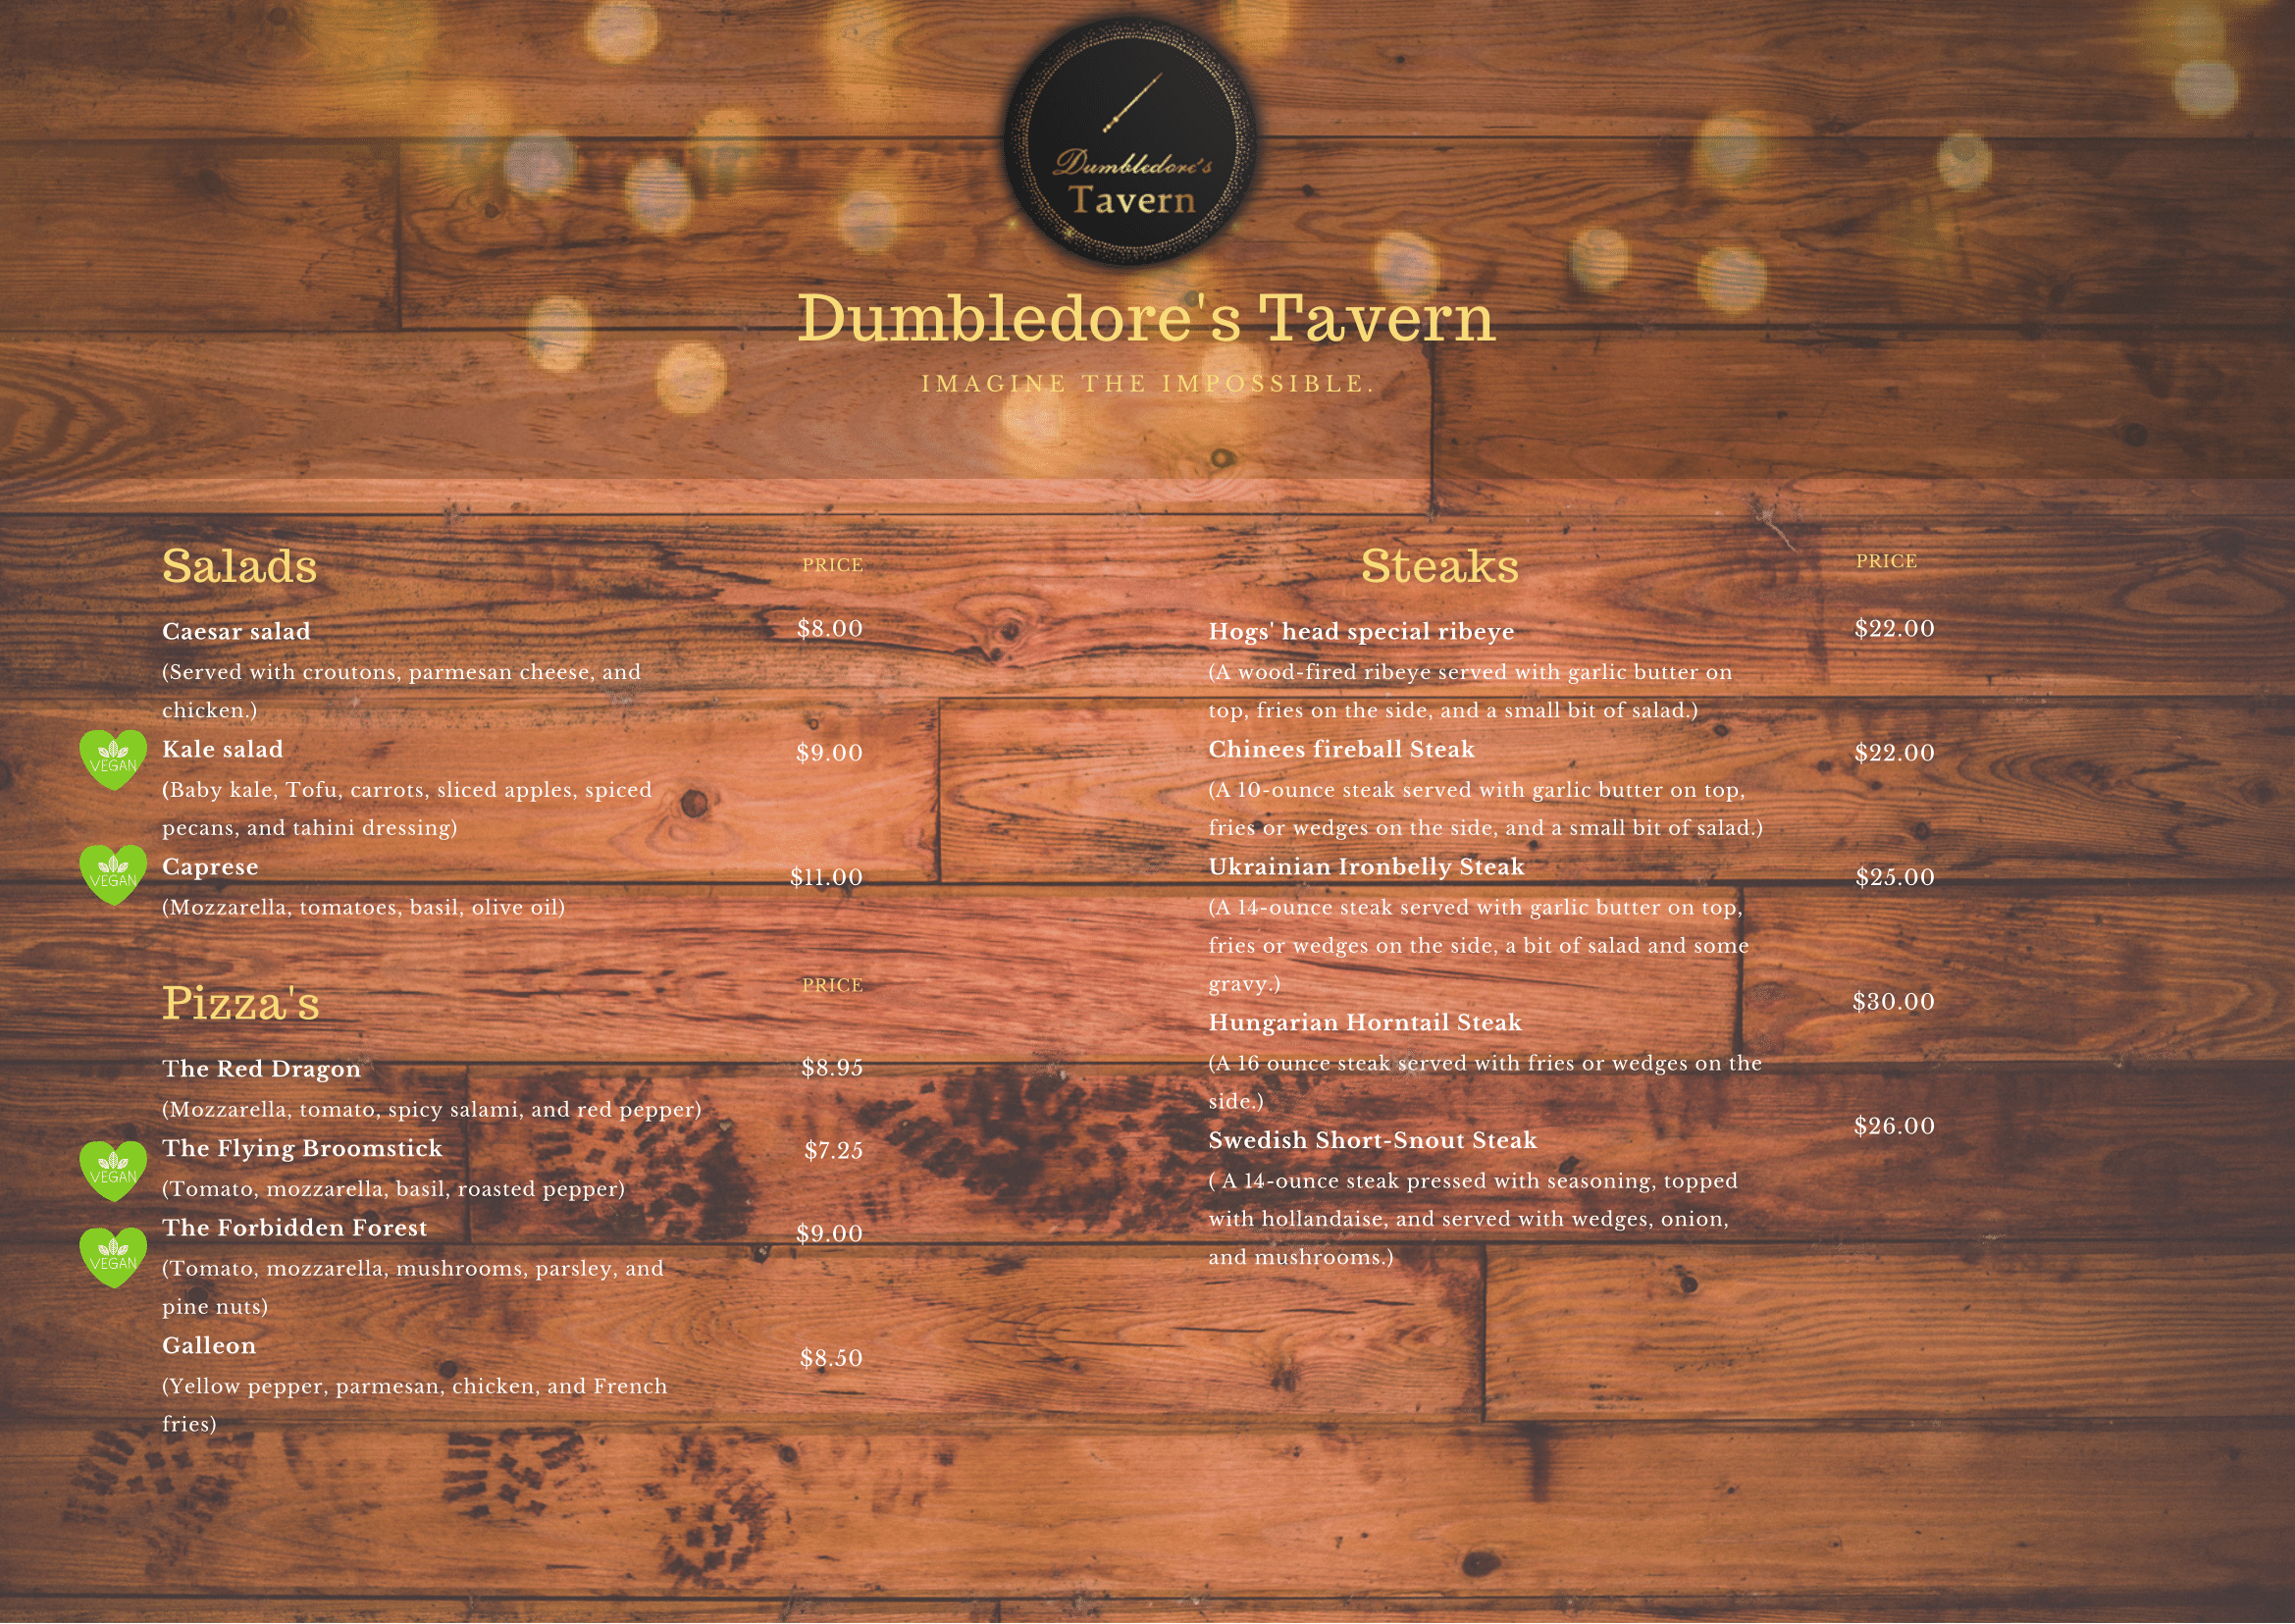 Dumbledore's
Tavern
Dumbledore's Tavern
IMAGINE THE IMPOSSIBLE.
Salads
PRICE
Caesar salad
$8.00
(Served with croutons, parmesan cheese, and
chicken.)
VEGAN
Kale salad
$9.00
(Baby kale, Tofu, carrots, sliced apples, spiced
pecans, and tahini dressing)
VEGAN
Caprese
$11.00
(Mozzarella, tomatoes, basil, olive oil)
Pizza's
PRICE
The Red Dragon
$8.95
(Mozzarella, tomato, spicy salami, and red pepper)
VEGAN
The Flying Broomstick
$7.25
(Tomato, mozzarella, basil, roasted pepper)
VEGAN
The Forbidden Forest
$9.00
(Tomato, mozzarella, mushrooms, parsley, and
pine nuts)
Galleon
$8.50
(Yellow pepper, parmesan, chicken, and French
fries)
Steaks
PRICE
Hogs' head special ribeye
$22.00
(A wood-fired ribeye served with garlic butter on
top, fries on the side, and a small bit of salad.)
Chinees fireball Steak
$22.00
(A 10-ounce steak served with garlic butter on top,
fries or wedges on the side, and a small bit of salad.)
Ukrainian Ironbelly Steak
$25.00
(A 14-ounce steak served with garlic butter on top,
fries or wedges on the side, a bit of salad and some
gravy.)
Hungarian Horntail Steak
$30.00
(A 16 ounce steak served with fries or wedges on the
side.)
Swedish Short-Snout Steak
$26.00
( A 14-ounce steak pressed with seasoning, topped
with hollandaise, and served with wedges, onion,
and mushrooms.)